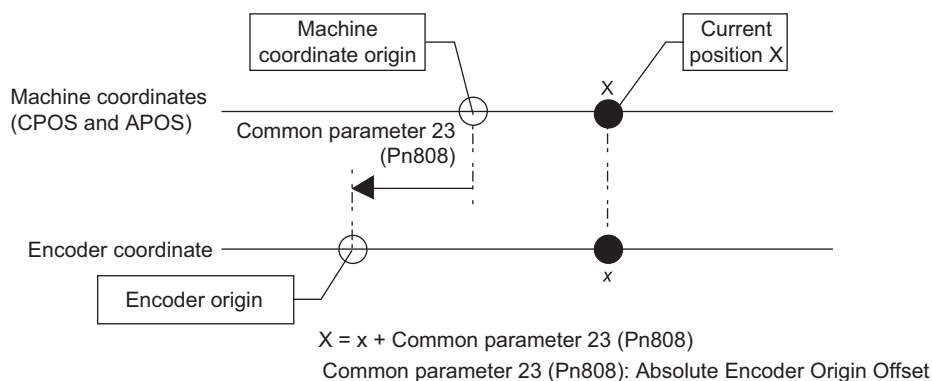 Machine
coordinate origin
Current
position X
Machine coordinates
(CPOS and APOS)
X
Common parameter 23
(Pn808)
Encoder coordinate
x
Encoder origin
X = x + Common parameter 23 (Pn808)
Common parameter 23 (Pn808): Absolute Encoder Origin Offset